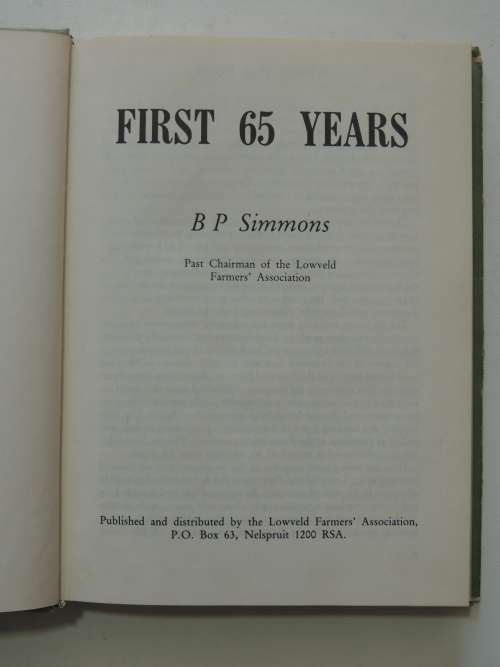 FIRST 65 YEARS
B P Simmons
Past Chairman of the Lowveld
Farmers' Association
Published and distributed by the Lowveld Farmers' Association,
P.O. Box 63, Nelspruit 1200 RSA.